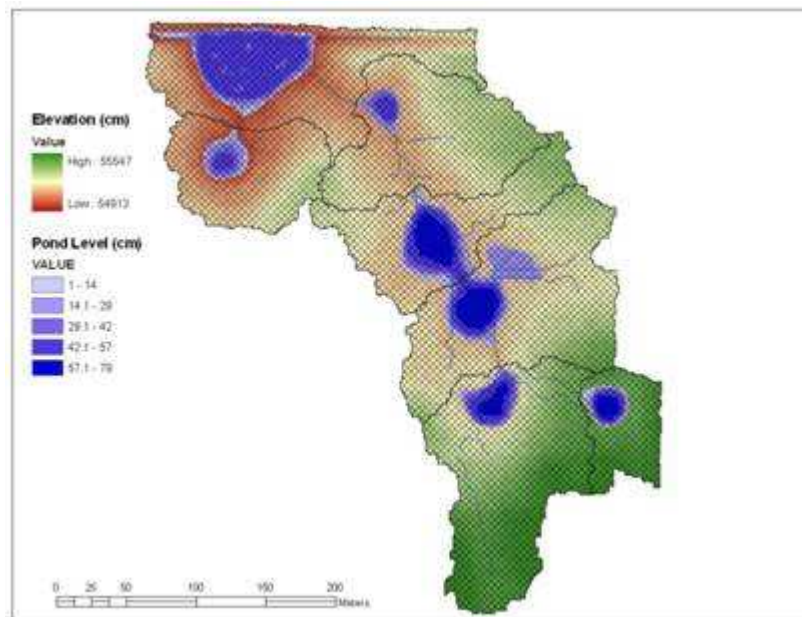 Elevation (cm)
Value
High : 55547
Low : 54913
Pond Level (cm)
VALUE
1 - 14
14.1 - 28
28.1 - 42
42.1 - 57
57.1 - 79
0 25 50 100 150 200
Meters